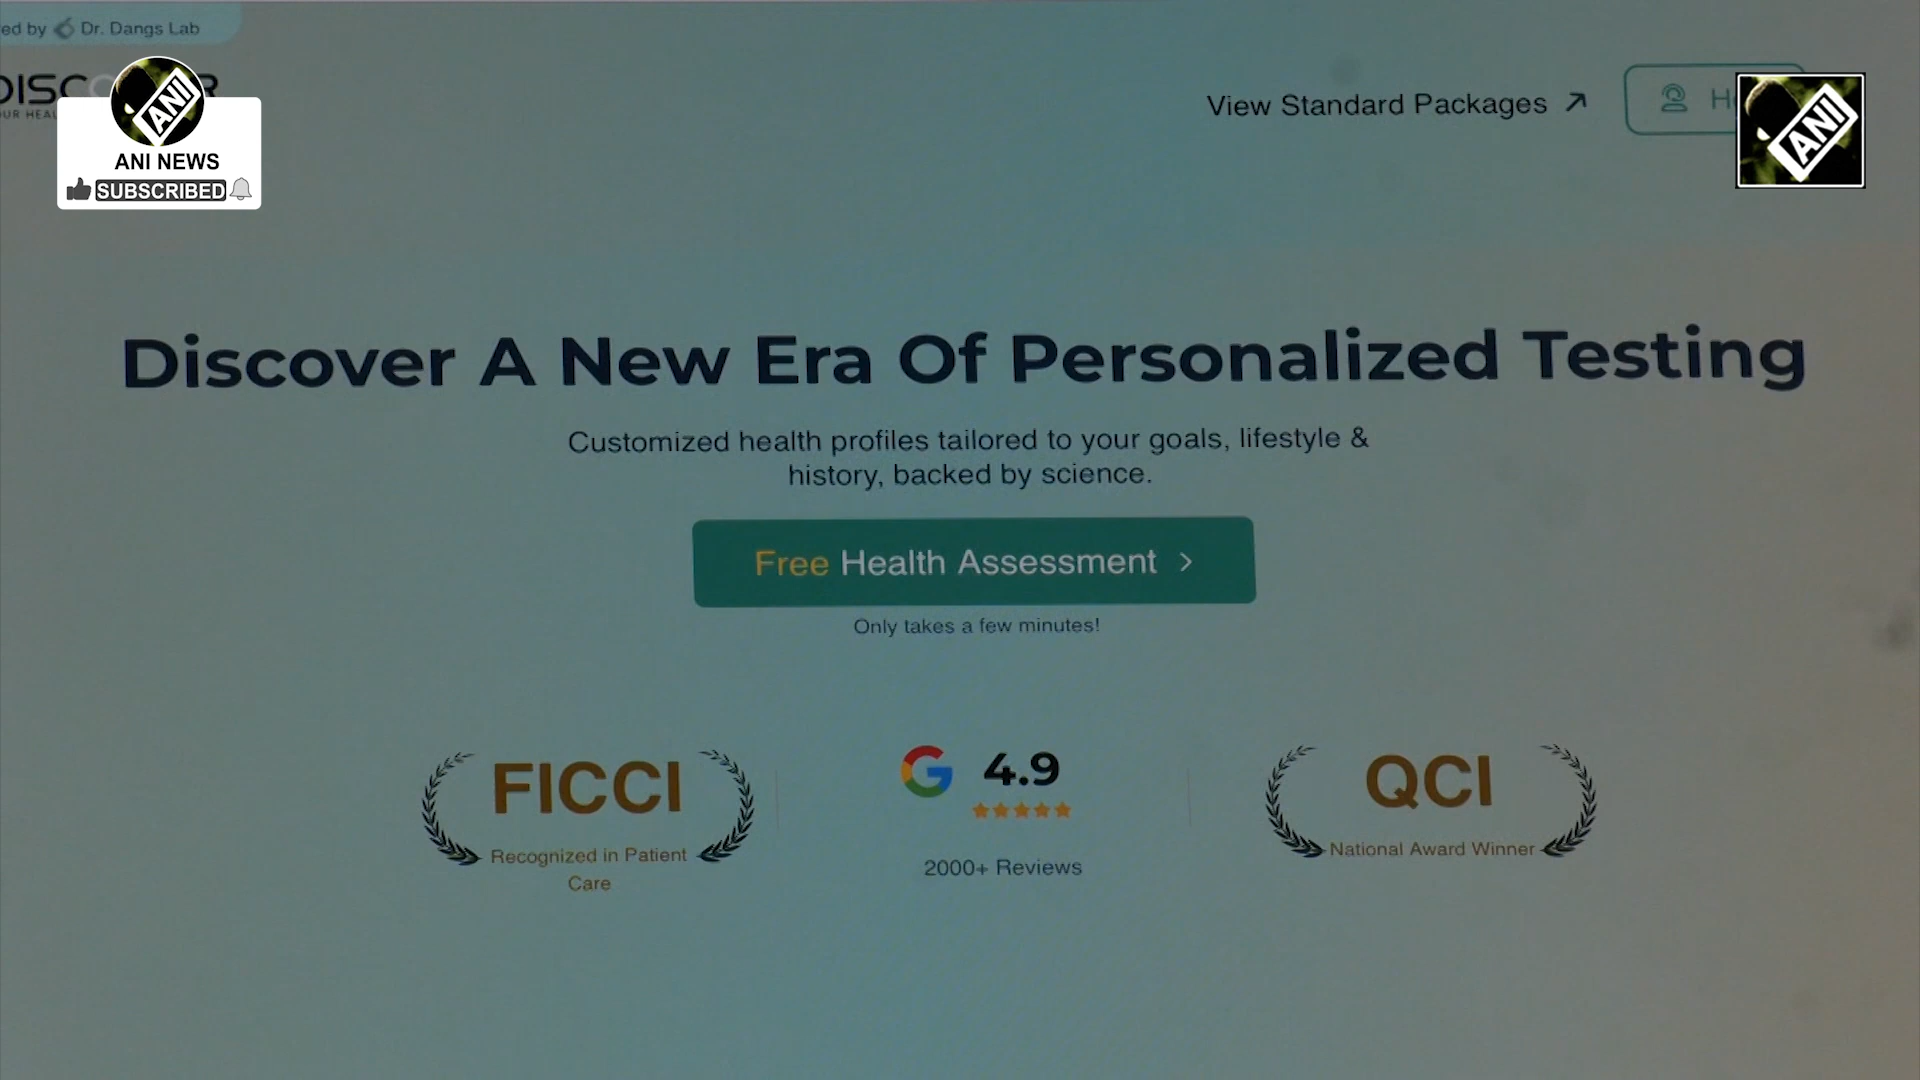 Dr. Dangs Lab
ANI
ANI NEWS
SUBSCRIBED
View Standard Packages
ANI
Discover A New Era Of Personalized Testing
Customized health profiles tailored to your goals, lifestyle &
history, backed by science.
Free Health Assessment
Only takes a few minutes!
FICCI
Recognized in Patient
Care
4.9
2000+ Reviews
QCI
National Award Winner